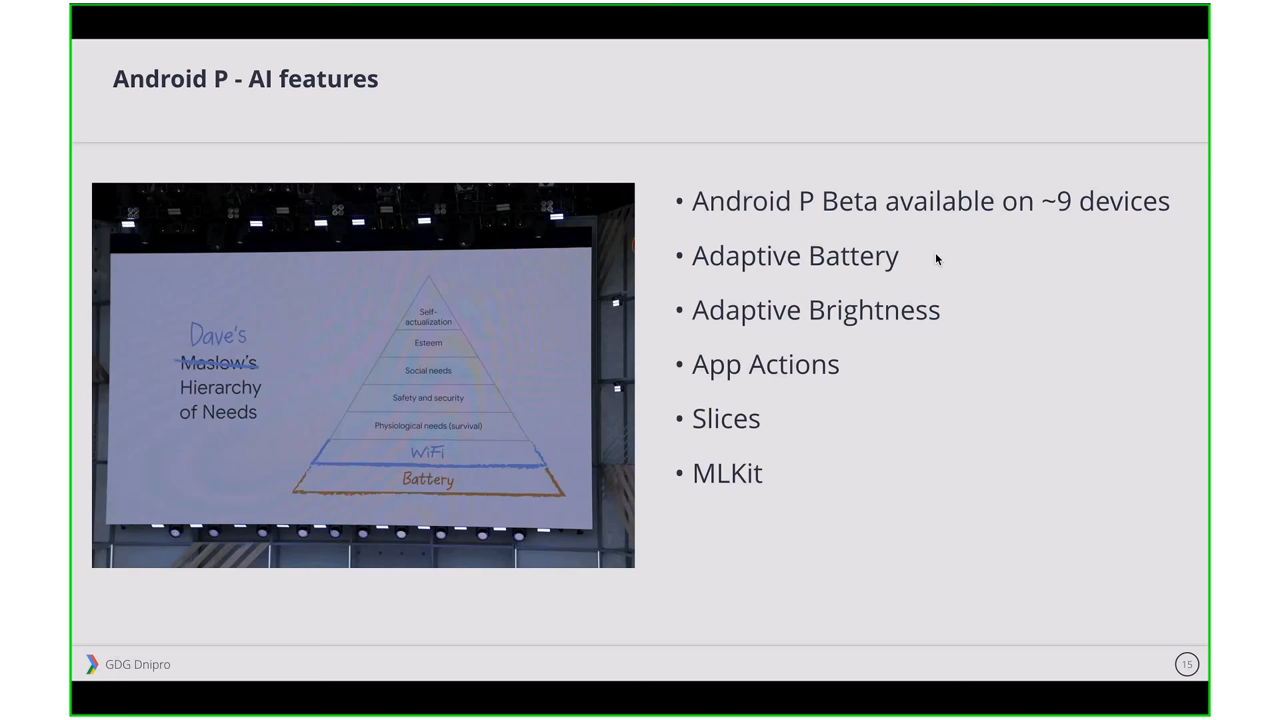 Android P - AI features
Dave's
Maslow's
Hierarchy
of Needs
Self-
actualization
Esteem
Social needs
Safety and security
Physiological needs (survival)
WiFi
Battery
• Android P Beta available on ~9 devices
• Adaptive Battery
• Adaptive Brightness
• App Actions
• Slices
• MLKit
GDG Dnipro
15